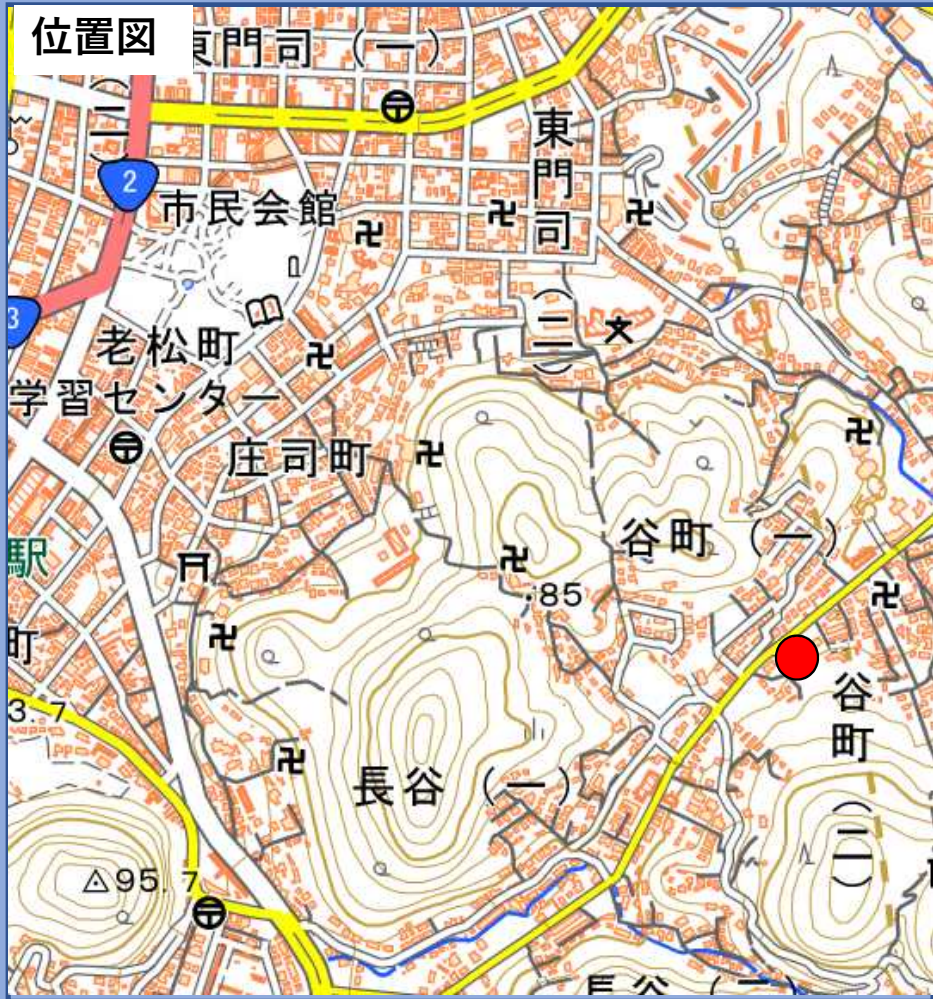 位置図
東門司(一)
(二)
東門司(二)
2
市民会館
3
老松町
学習センター
庄司町
谷町(一)
駅
85
町
3.7
谷町(二)
長谷(一)
95.7
長谷(一)